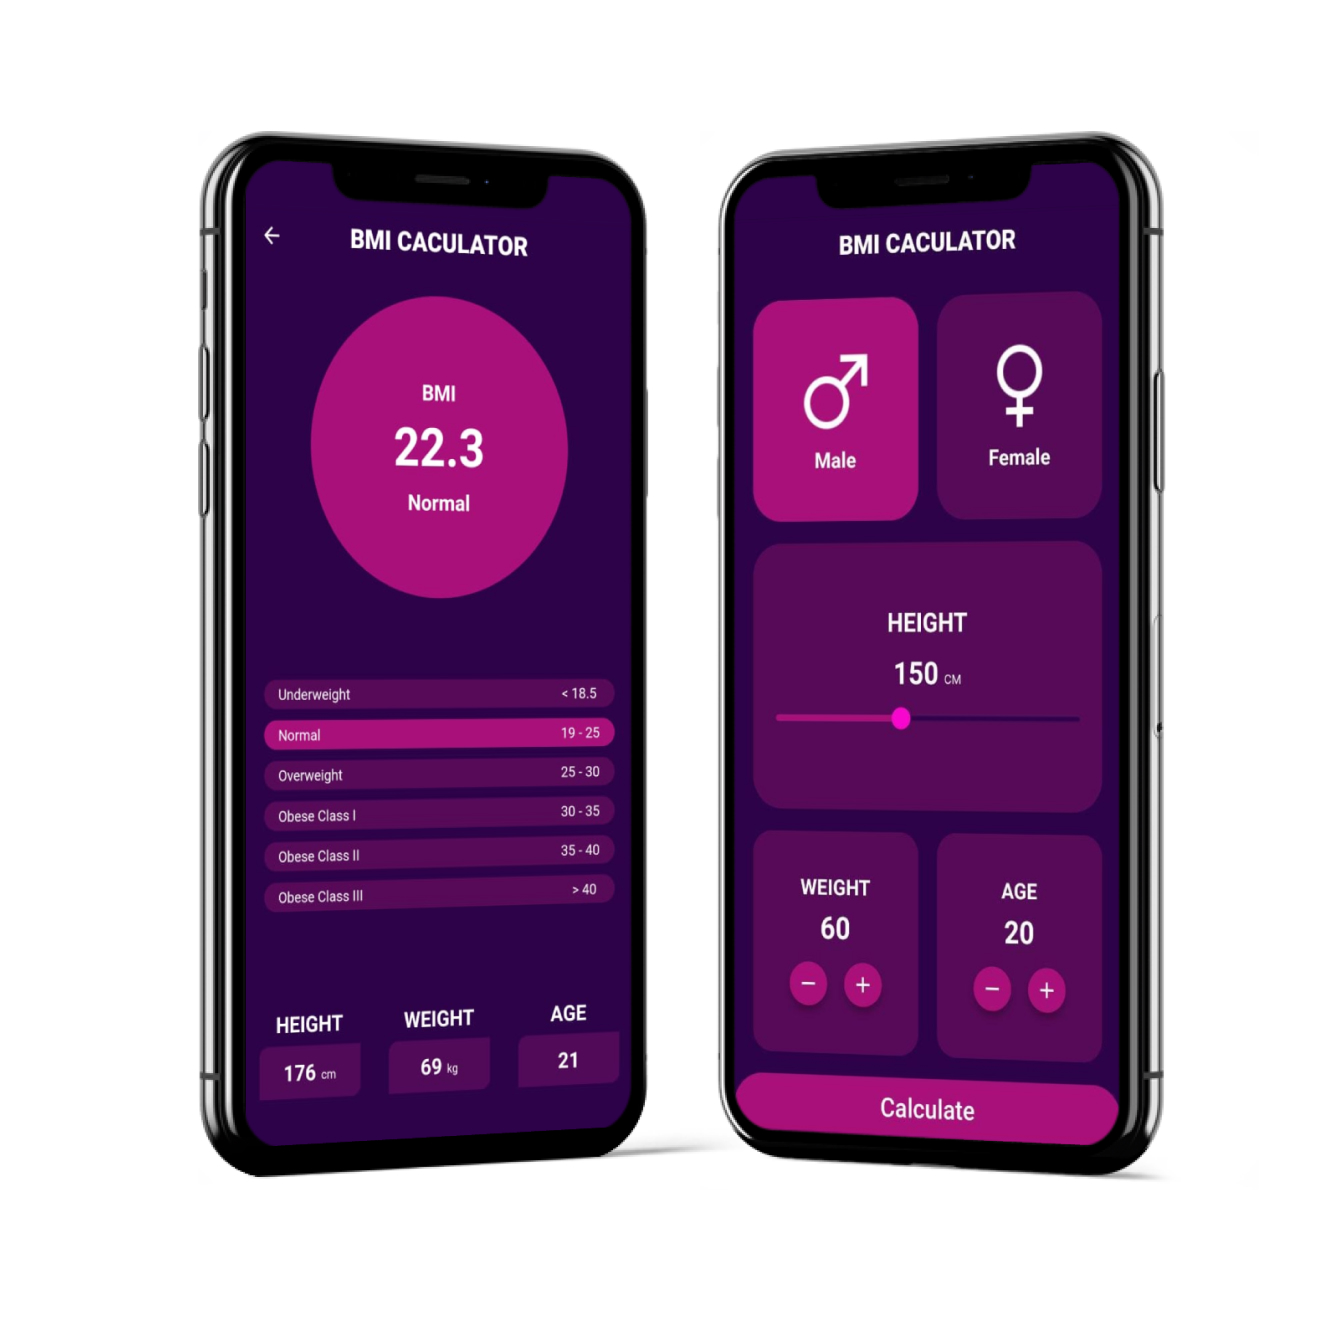 BMI CACULATOR
BMI
22.3
Normal
Underweight < 18.5
Normal 19 - 25
Overweight 25 - 30
Obese Class I 30 - 35
Obese Class II 35 - 40
Obese Class III > 40
HEIGHT WEIGHT AGE
176 cm 69 kg 21
BMI CACULATOR
Male Female
HEIGHT
150 CM
WEIGHT AGE
60 20
− + − +
Calculate